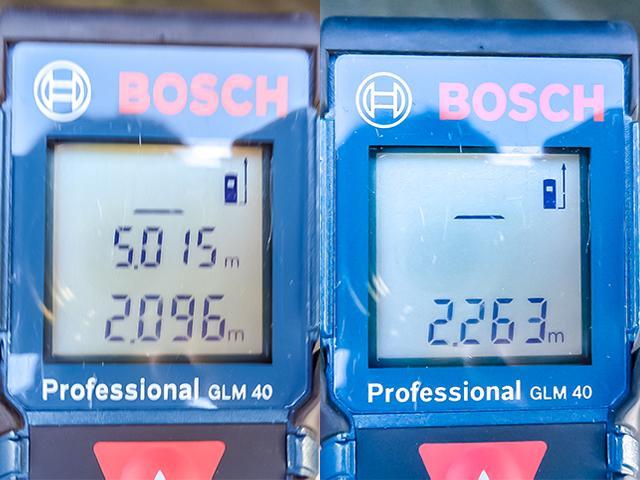 BOSCH
5.015 m
2.096 m
Professional GLM 40
BOSCH
2.263 m
Professional GLM 40